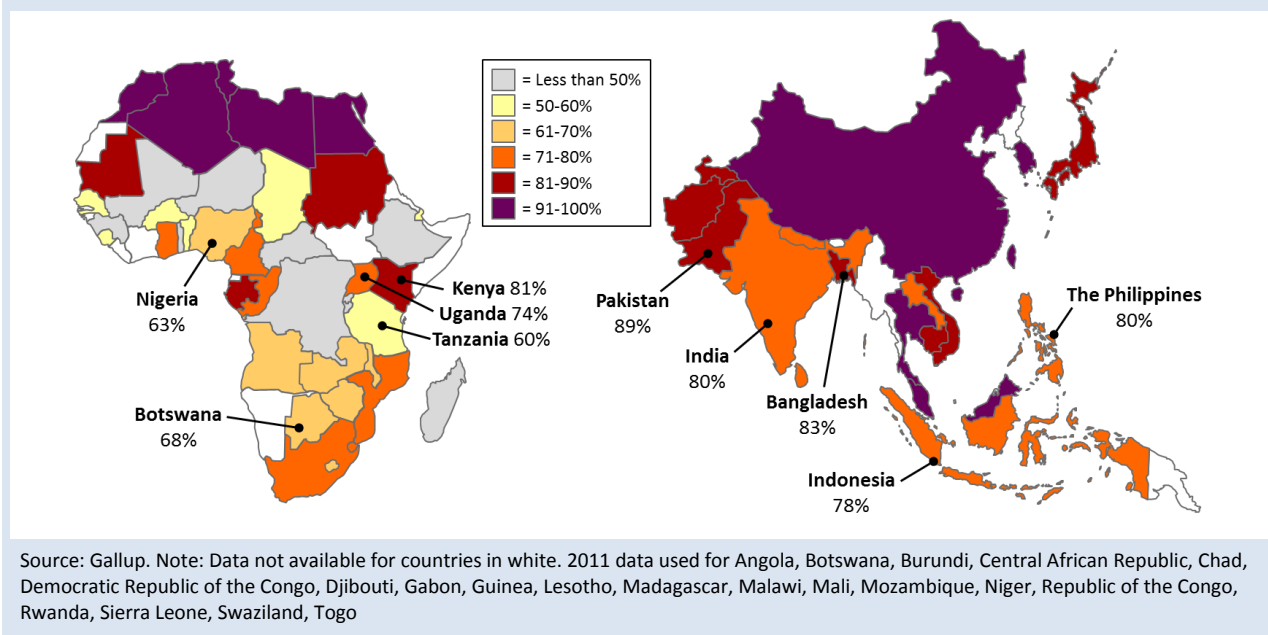 = Less than 50%
= 50-60%
= 61-70%
= 71-80%
= 81-90%
= 91-100%
Nigeria
63%
Kenya 81%
Uganda 74%
Tanzania 60%
Botswana
68%
Pakistan
89%
India
80%
Bangladesh
83%
The Philippines
80%
Indonesia
78%
Source: Gallup. Note: Data not available for countries in white. 2011 data used for Angola, Botswana, Burundi, Central African Republic, Chad,
Democratic Republic of the Congo, Djibouti, Gabon, Guinea, Lesotho, Madagascar, Malawi, Mali, Mozambique, Niger, Republic of the Congo,
Rwanda, Sierra Leone, Swaziland, Togo